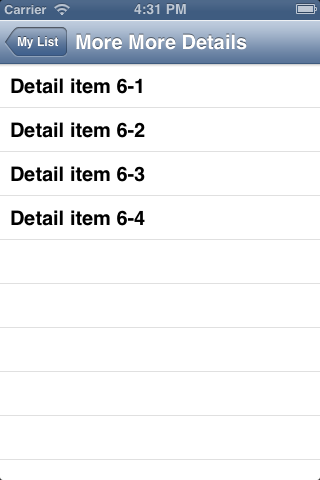 Carrier 4:31 PM
My List More More Details
Detail item 6-1
Detail item 6-2
Detail item 6-3
Detail item 6-4